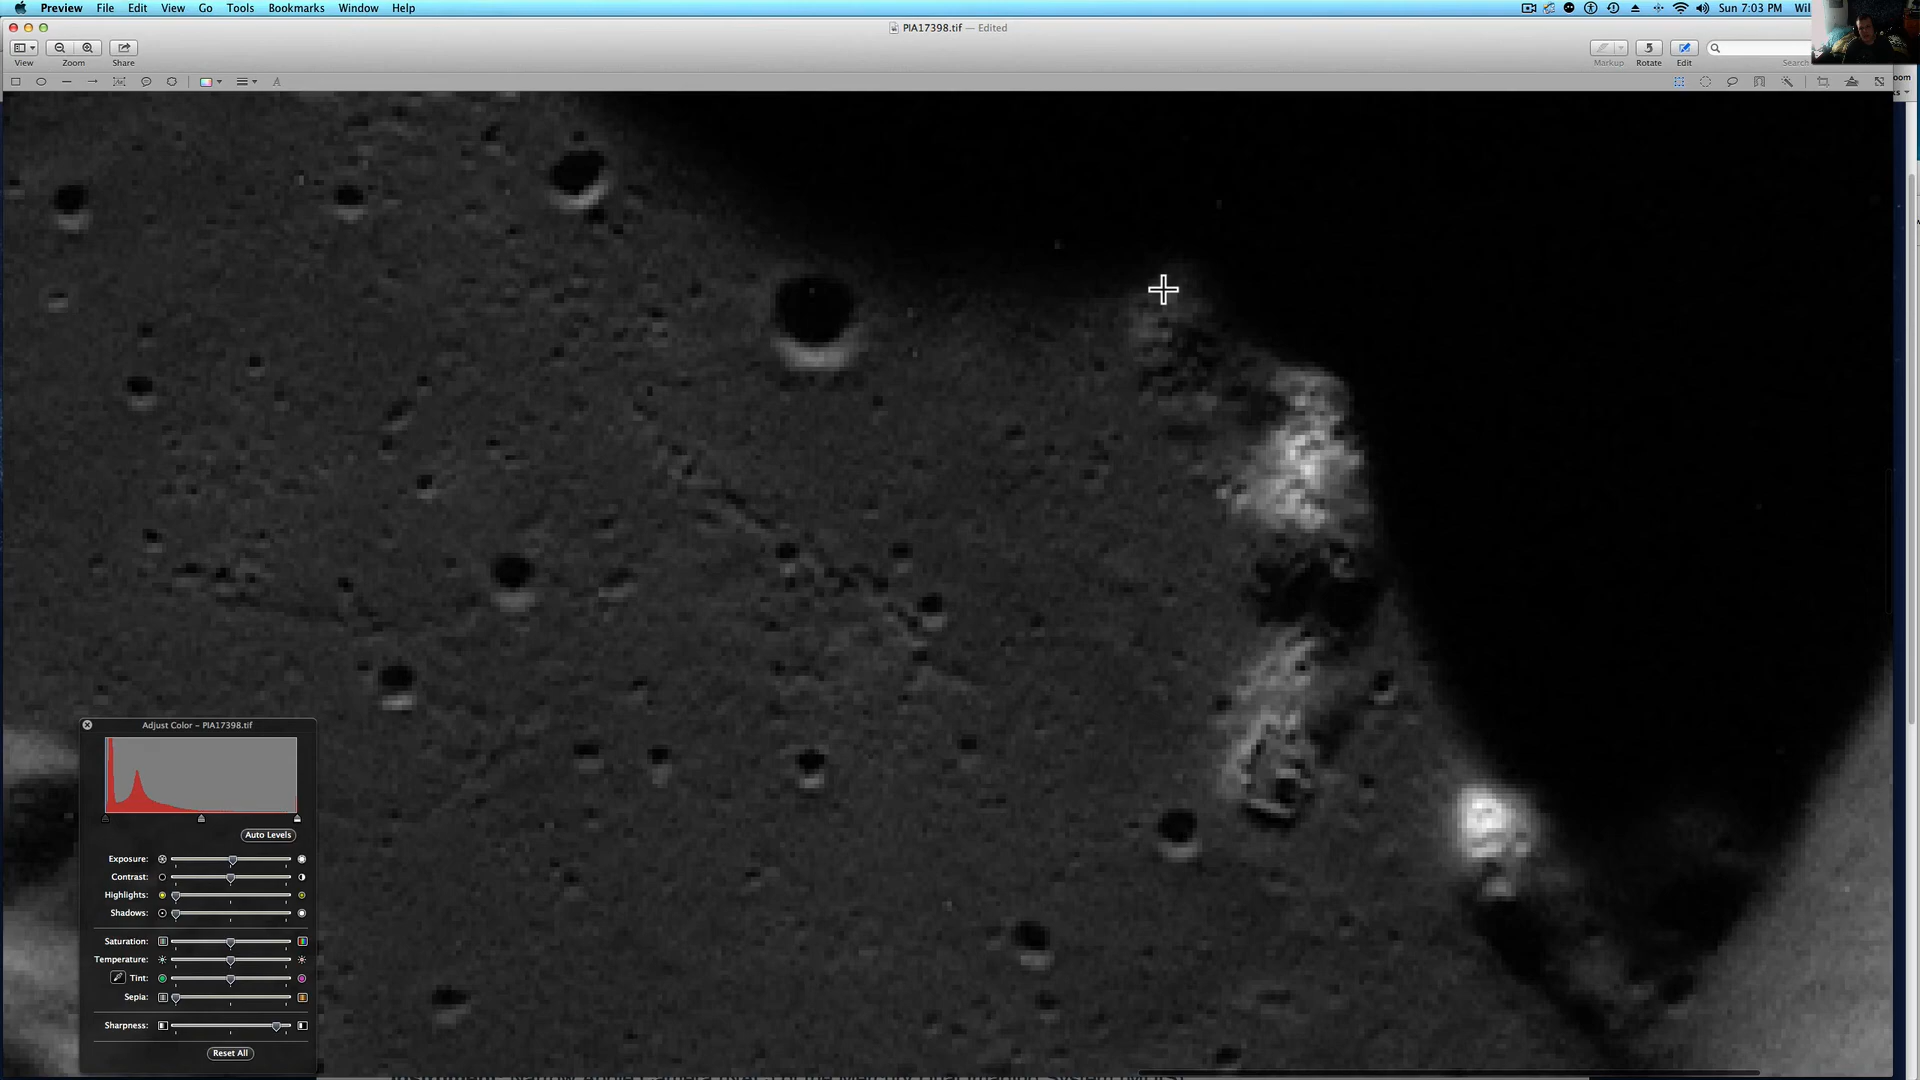 Preview File Edit View Go Tools Bookmarks Window Help
Sun 7:03 PM Wil
PIA17398.tif — Edited
View Zoom Share
Markup Rotate Edit Search
Adjust Color - PIA17398.tif
Auto Levels
Exposure:
Contrast:
Highlights:
Shadows:
Saturation:
Temperature:
Tint:
Sepia:
Sharpness:
Reset All